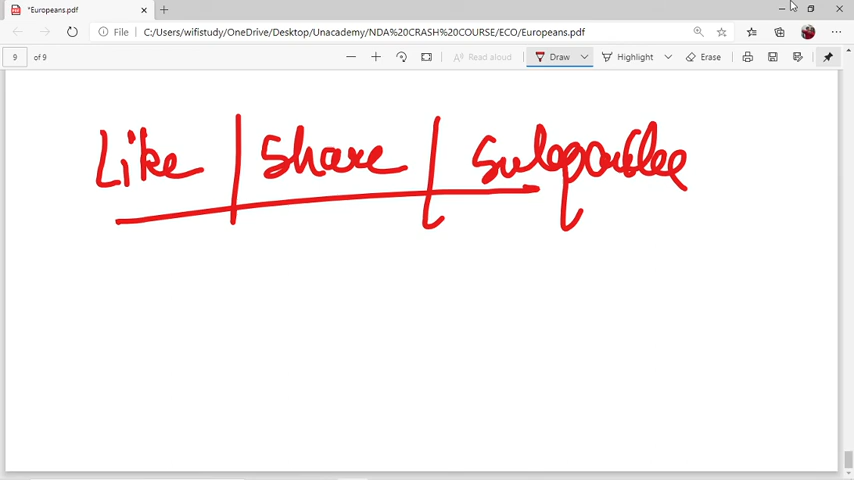 *Europeans.pdf
File C:/Users/wifistudy/OneDrive/Desktop/Unacademy/NDA%20CRASH%20COURSE/ECO/Europeans.pdf
9 of 9 Read aloud Draw Highlight Erase
Like | Share |